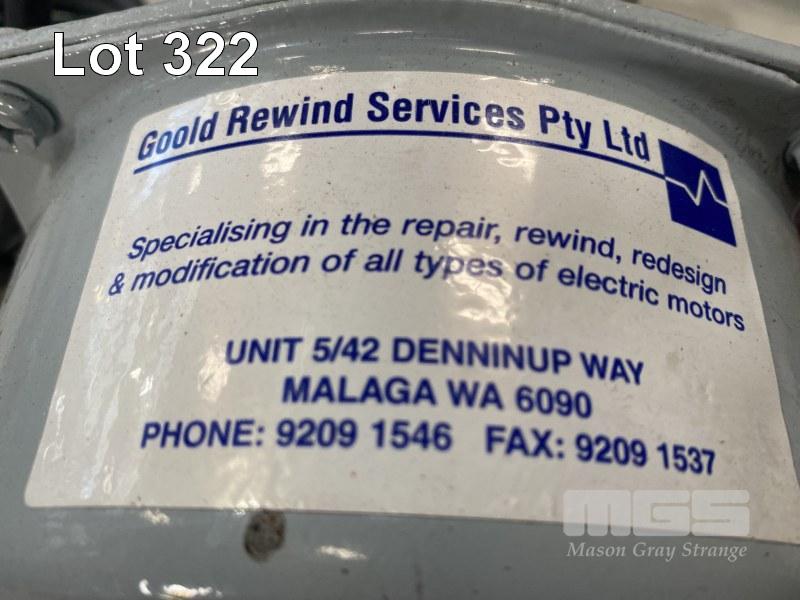 Lot 322
Goold Rewind Services Pty Ltd
Specialising in the repair, rewind, redesign
& modification of all types of electric motors
UNIT 5/42 DENNINUP WAY
MALAGA WA 6090
PHONE: 9209 1546 FAX: 9209 1537
MGS
Mason Gray Strange